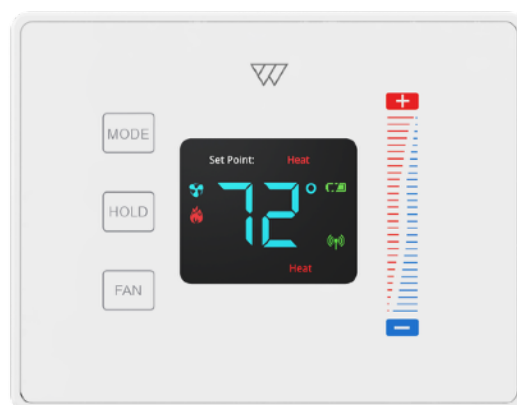 MODE
HOLD
FAN
Set Point: Heat
72°
Heat
+
−